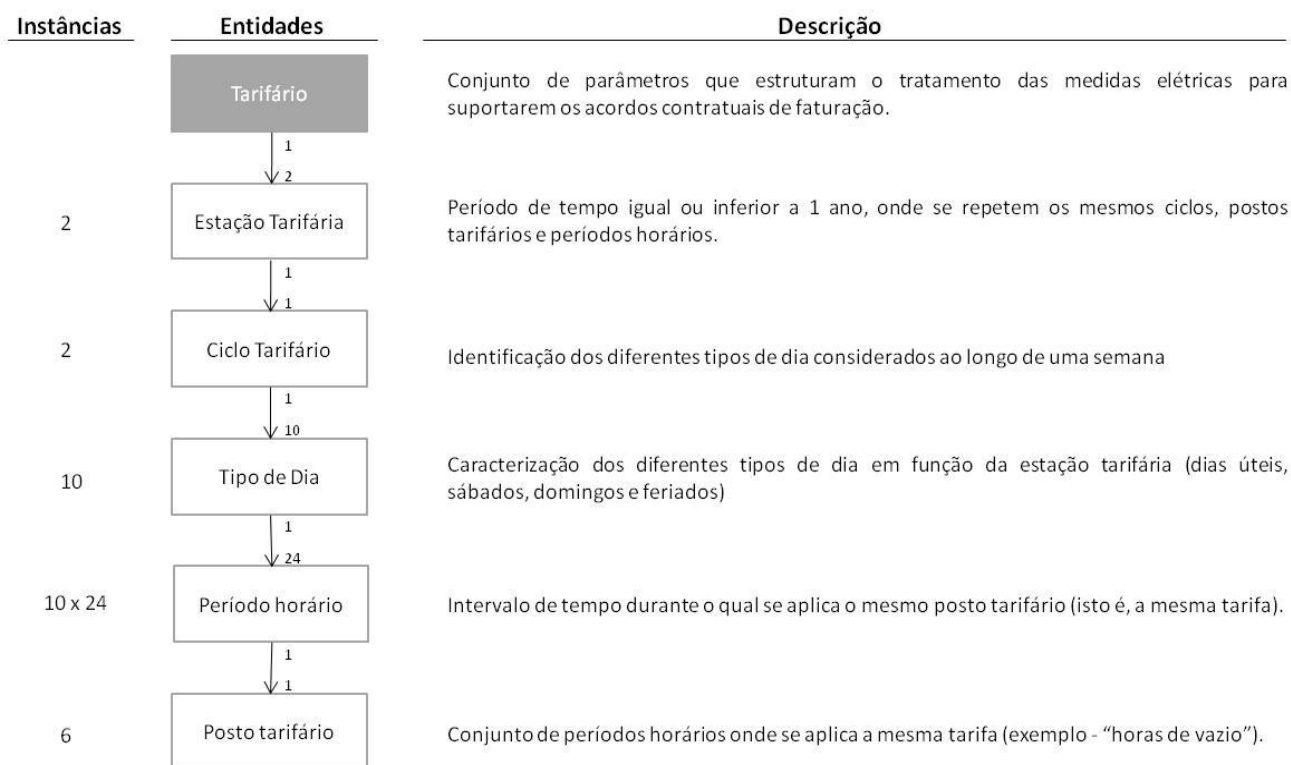 Instâncias Entidades Descrição
Tarifário
Conjunto de parâmetros que estruturam o tratamento das medidas elétricas para
suportarem os acordos contratuais de faturação.
1
2
2
Estação Tarifária
Período de tempo igual ou inferior a 1 ano, onde se repetem os mesmos ciclos, postos
tarifários e períodos horários.
1
1
2
Ciclo Tarifário
Identificação dos diferentes tipos de dia considerados ao longo de uma semana
1
10
10
Tipo de Dia
Caracterização dos diferentes tipos de dia em função da estação tarifária (dias úteis,
sábados, domingos e feriados)
1
24
10 x 24
Período horário
Intervalo de tempo durante o qual se aplica o mesmo posto tarifário (isto é, a mesma tarifa).
1
1
6
Posto tarifário
Conjunto de períodos horários onde se aplica a mesma tarifa (exemplo - “horas de vazio”).